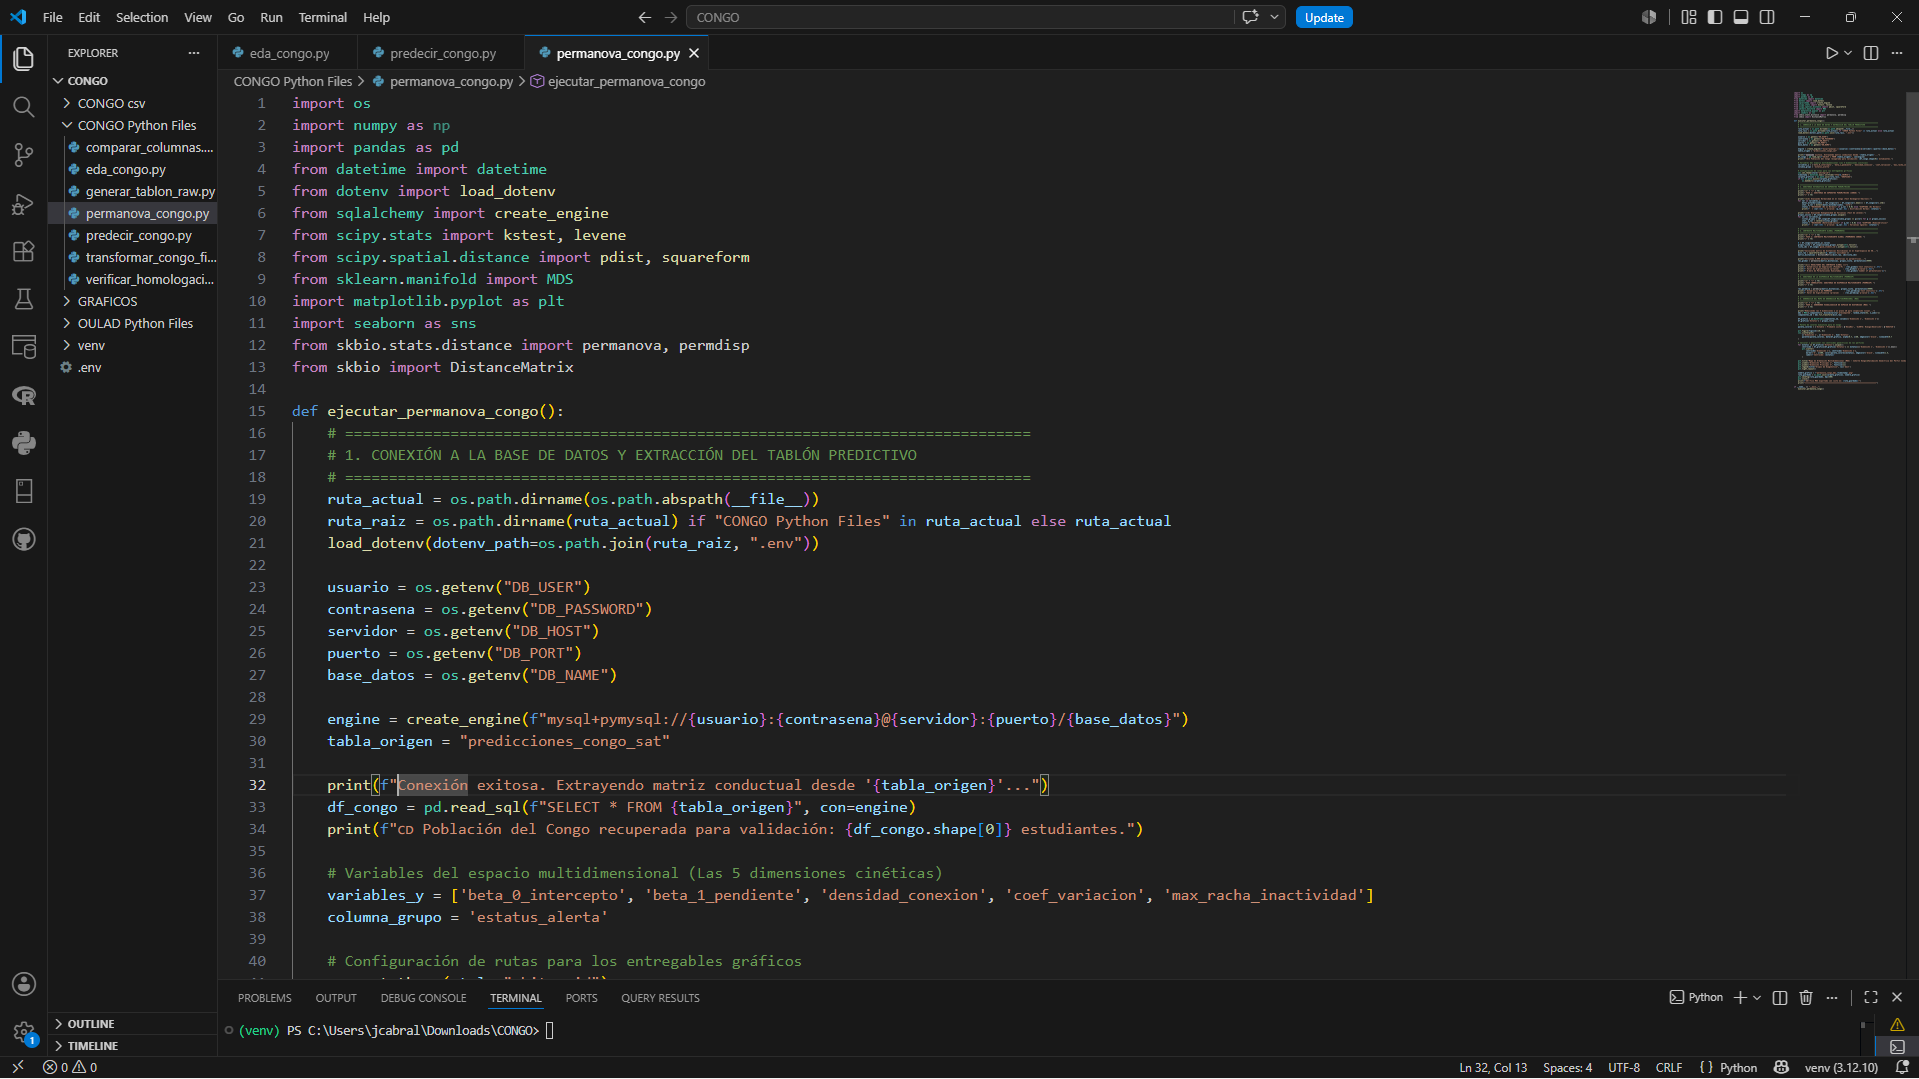 File Edit Selection View Go Run Terminal Help
CONGO
Update
EXPLORER
CONGO
CONGO csv
CONGO Python Files
comparar_columnas....
eda_congo.py
generar_tablon_raw.py
permanova_congo.py
predecir_congo.py
transformar_congo_fi...
verificar_homologaci...
GRAFICOS
OULAD Python Files
venv
.env
OUTLINE
TIMELINE
eda_congo.py predecir_congo.py permanova_congo.py
CONGO Python Files > permanova_congo.py > ejecutar_permanova_congo
1 import os
2 import numpy as np
3 import pandas as pd
4 from datetime import datetime
5 from dotenv import load_dotenv
6 from sqlalchemy import create_engine
7 from scipy.stats import kstest, levene
8 from scipy.spatial.distance import pdist, squareform
9 from sklearn.manifold import MDS
10 import matplotlib.pyplot as plt
11 import seaborn as sns
12 from skbio.stats.distance import permanova, permdisp
13 from skbio import DistanceMatrix
14
15 def ejecutar_permanova_congo():
16 # ==============================================================================
17 # 1. CONEXIÓN A LA BASE DE DATOS Y EXTRACCIÓN DEL TABLÓN PREDICTIVO
18 # ==============================================================================
19 ruta_actual = os.path.dirname(os.path.abspath(__file__))
20 ruta_raiz = os.path.dirname(ruta_actual) if "CONGO Python Files" in ruta_actual else ruta_actual
21 load_dotenv(dotenv_path=os.path.join(ruta_raiz, ".env"))
22
23 usuario = os.getenv("DB_USER")
24 contrasena = os.getenv("DB_PASSWORD")
25 servidor = os.getenv("DB_HOST")
26 puerto = os.getenv("DB_PORT")
27 base_datos = os.getenv("DB_NAME")
28
29 engine = create_engine(f"mysql+pymysql://{usuario}:{contrasena}@{servidor}:{puerto}/{base_datos}")
30 tabla_origen = "predicciones_congo_sat"
31
32 print(f"Conexión exitosa. Extrayendo matriz conductual desde '{tabla_origen}'...")
33 df_congo = pd.read_sql(f"SELECT * FROM {tabla_origen}", con=engine)
34 print(f"CD Población del Congo recuperada para validación: {df_congo.shape[0]} estudiantes.")
35
36 # Variables del espacio multidimensional (Las 5 dimensiones cinéticas)
37 variables_y = ['beta_0_intercepto', 'beta_1_pendiente', 'densidad_conexion', 'coef_variacion', 'max_racha_inactividad']
38 columna_grupo = 'estatus_alerta'
39
40 # Configuración de rutas para los entregables gráficos
PROBLEMS OUTPUT DEBUG CONSOLE TERMINAL PORTS QUERY RESULTS
Python
(venv) PS C:\Users\jcabral\Downloads\CONGO>
1
0 0
Ln 32, Col 13 Spaces: 4 UTF-8 CRLF { } Python venv (3.12.10)